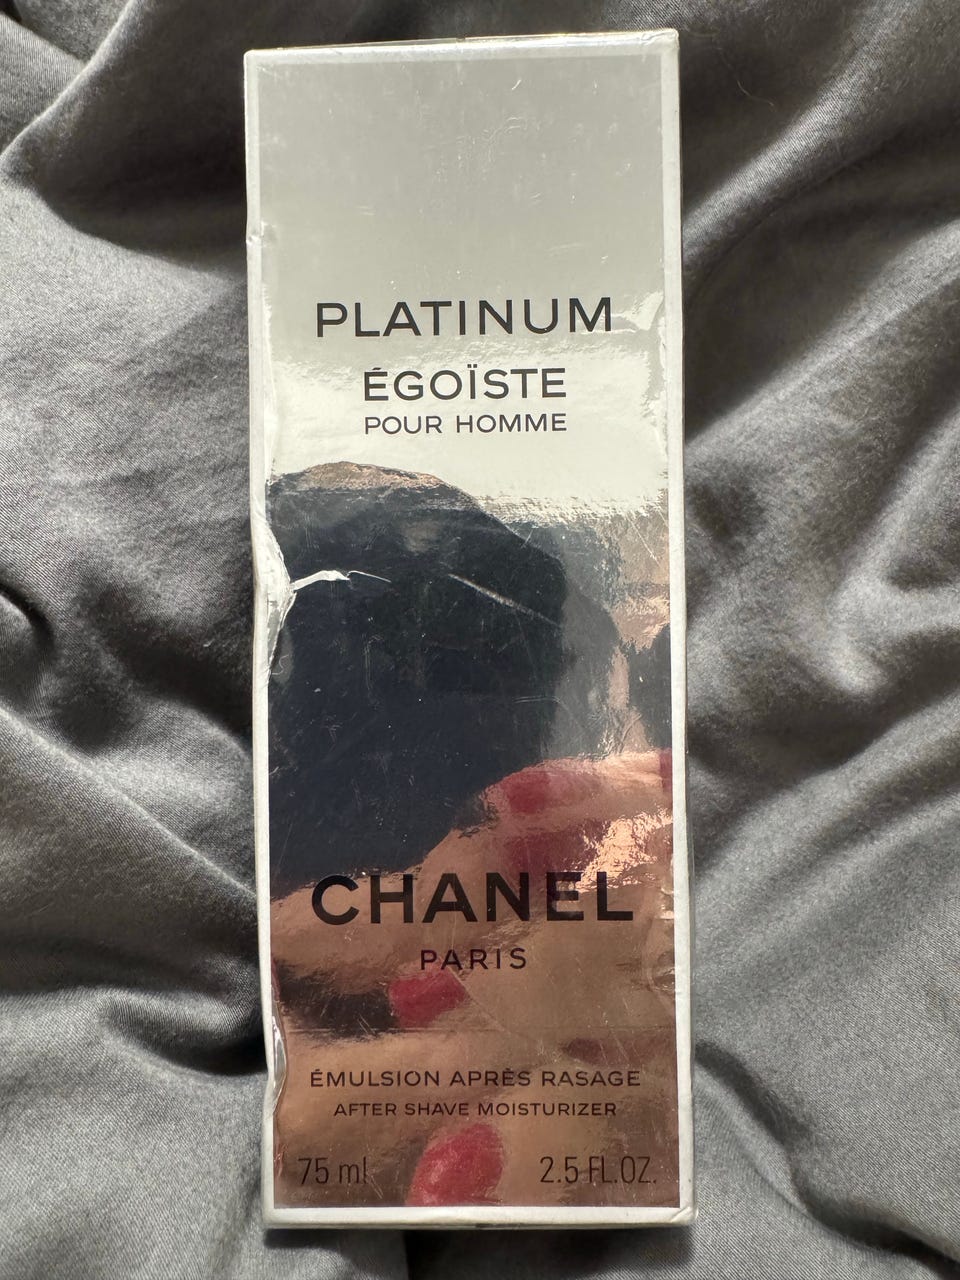 PLATINUM
ÉGOÏSTE
POUR HOMME
CHANEL
PARIS
ÉMULSION APRÈS RASAGE
AFTER SHAVE MOISTURIZER
75 ml 2.5 FL.OZ.